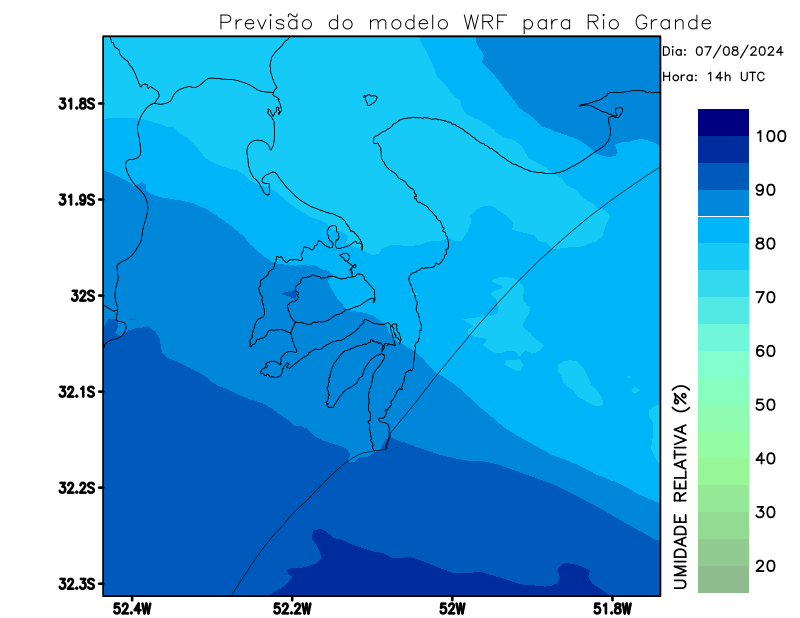 Previsão do modelo WRF para Rio Grande
Dia: 07/08/2024
Hora: 14h UTC
31.8S
31.9S
32S
32.1S
32.2S
32.3S
52.4W
52.2W
52W
51.8W
100
90
80
70
60
50
40
30
20
UMIDADE RELATIVA (%)